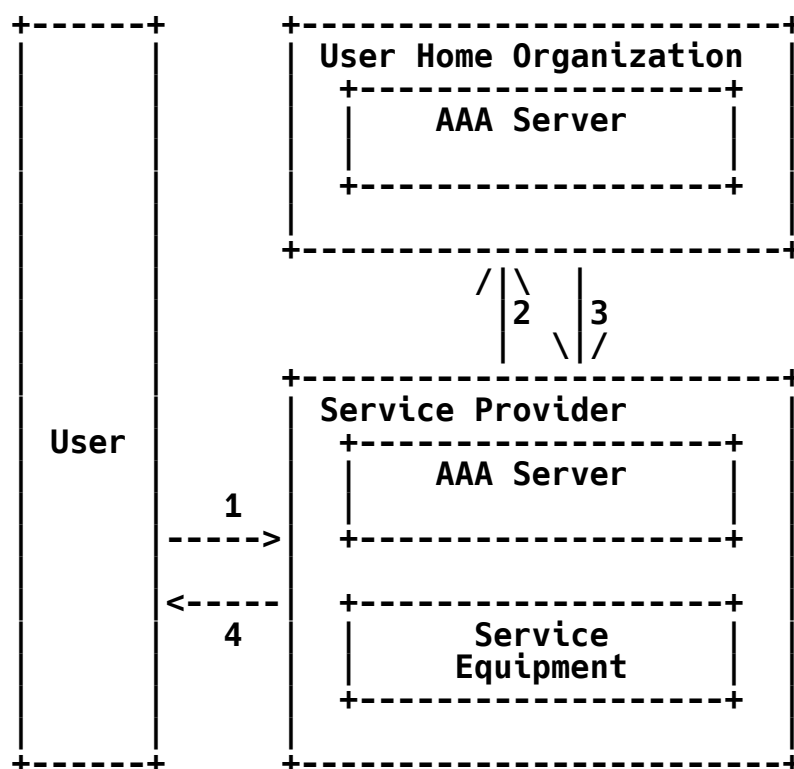 User Home Organization
AAA Server
2 3
Service Provider
User
AAA Server
1
4
Service
Equipment